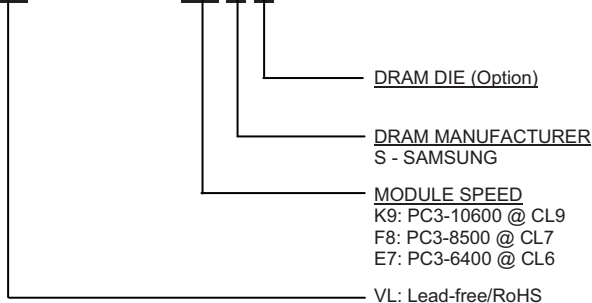 DRAM DIE (Option)
DRAM MANUFACTURER
S - SAMSUNG
MODULE SPEED
K9: PC3-10600 @ CL9
F8: PC3-8500 @ CL7
E7: PC3-6400 @ CL6
VL: Lead-free/RoHS